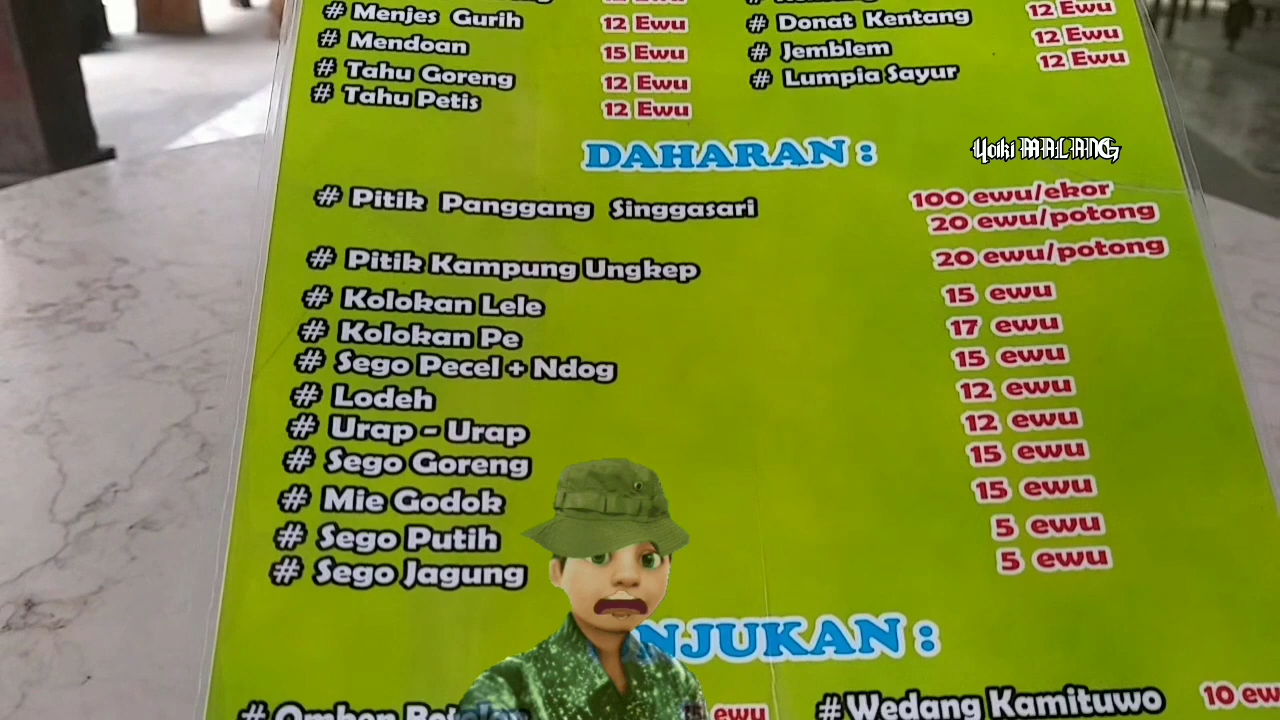 # Menjes Gurih 12 Ewu
# Mendoan 15 Ewu
# Tahu Goreng 12 Ewu
# Tahu Petis 12 Ewu
12 Ewu
# Donat Kentang 12 Ewu
# Jemblem 12 Ewu
# Lumpia Sayur
DAHARAN :
Yoiki MALANG
# Pitik Panggang Singgasari 100 ewu/ekor
20 ewu/potong
# Pitik Kampung Ungkep 20 ewu/potong
# Kolokan Lele 15 ewu
# Kolokan Pe 17 ewu
# Sego Pecel + Ndog 15 ewu
# Lodeh 12 ewu
# Urap - Urap 12 ewu
# Sego Goreng 15 ewu
# Mie Godok 15 ewu
# Sego Putih 5 ewu
# Sego Jagung 5 ewu
NJUKAN :
# Wedang Kamituwo 10 ew
ewu